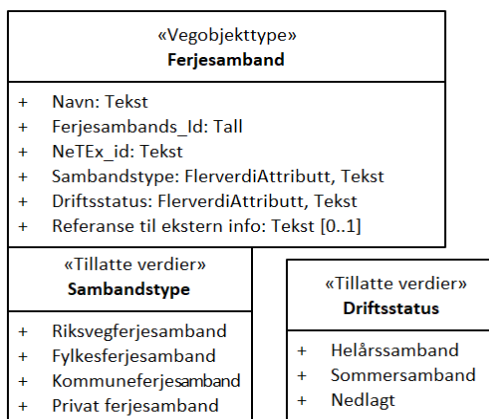 «Vegobjekttype»
Ferjesamband
+ Navn: Tekst
+ Ferjesambands_Id: Tall
+ NeTEx_id: Tekst
+ Sambandstype: FlerverdiAttributt, Tekst
+ Driftsstatus: FlerverdiAttributt, Tekst
+ Referanse til ekstern info: Tekst [0..1]
«Tillatte verdier»
Sambandstype
+ Riksvegferjesamband
+ Fylkesferjesamband
+ Kommuneferjesamband
+ Privat ferjesamband
«Tillatte verdier»
Driftsstatus
+ Helårssamband
+ Sommersamband
+ Nedlagt